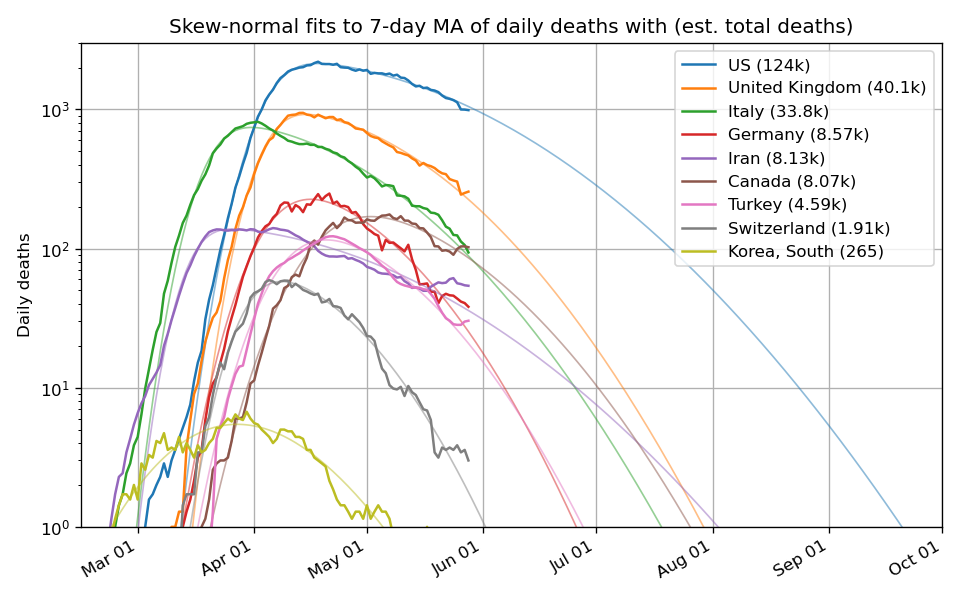 Skew-normal fits to 7-day MA of daily deaths with (est. total deaths)
US (124k)
United Kingdom (40.1k)
Italy (33.8k)
Germany (8.57k)
Iran (8.13k)
Canada (8.07k)
Turkey (4.59k)
Switzerland (1.91k)
Korea, South (265)
Daily deaths
10³
10²
10¹
10⁰
Mar 01
Apr 01
May 01
Jun 01
Jul 01
Aug 01
Sep 01
Oct 01